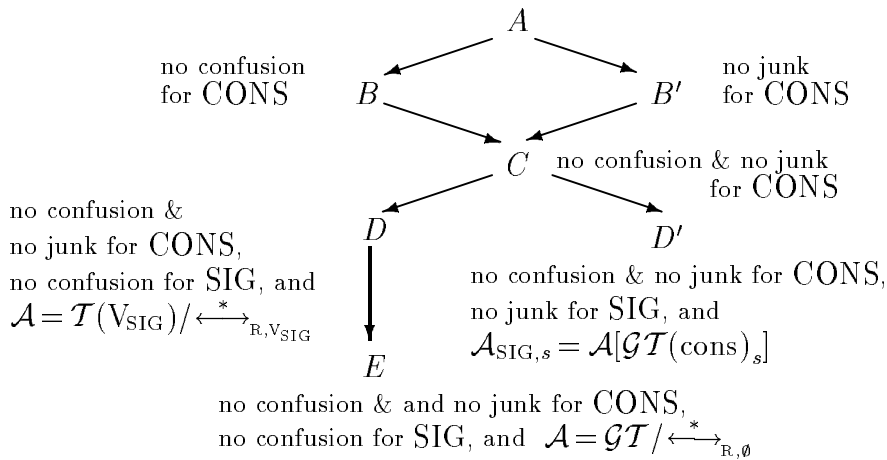 A
no confusion
for CONS
B
B′
no junk
for CONS
C
no confusion & no junk
for CONS
no confusion &
no junk for CONS,
no confusion for SIG, and
𝒜 = 𝒯(V_SIG)/ ⟷^*_{R,V_SIG}
D
D′
no confusion & no junk for CONS,
no junk for SIG, and
𝒜_{SIG,s} = 𝒜[𝒢𝒯(cons)_s]
E
no confusion & and no junk for CONS,
no confusion for SIG, and 𝒜 = 𝒢𝒯/ ⟷^*_{R,∅}